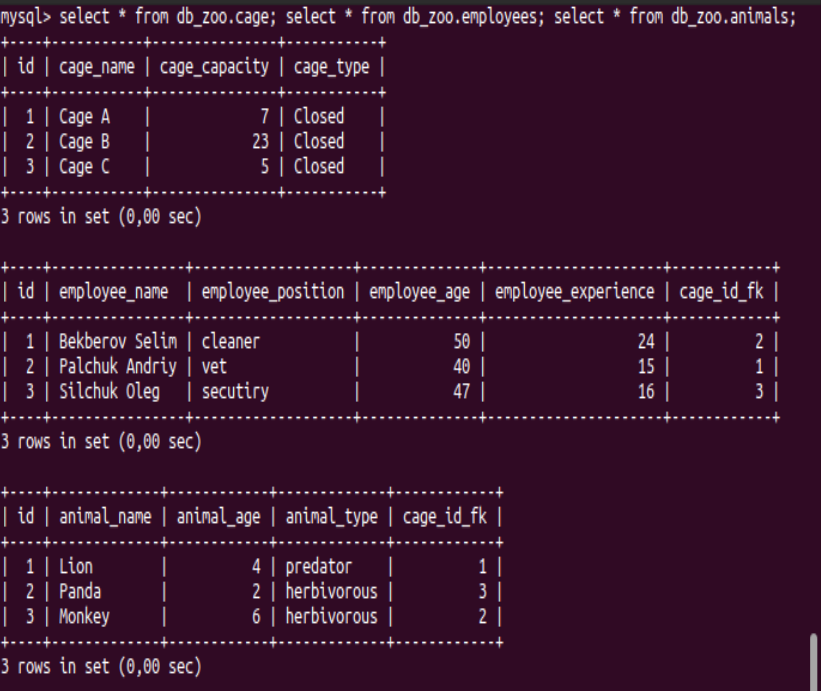 mysql> select * from db_zoo.cage; select * from db_zoo.employees; select * from db_zoo.animals;
+----+-----------+---------------+-----------+
| id | cage_name | cage_capacity | cage_type |
+----+-----------+---------------+-----------+
|  1 | Cage A    |             7 | Closed    |
|  2 | Cage B    |            23 | Closed    |
|  3 | Cage C    |             5 | Closed    |
+----+-----------+---------------+-----------+
3 rows in set (0,00 sec)

+----+----------------+-------------------+--------------+---------------------+------------+
| id | employee_name  | employee_position | employee_age | employee_experience | cage_id_fk |
+----+----------------+-------------------+--------------+---------------------+------------+
|  1 | Bekberov Selim | cleaner           |           50 |                  24 |          2 |
|  2 | Palchuk Andriy | vet               |           40 |                  15 |          1 |
|  3 | Silchuk Oleg   | secutiry          |           47 |                  16 |          3 |
+----+----------------+-------------------+--------------+---------------------+------------+
3 rows in set (0,00 sec)

+----+-------------+------------+-------------+------------+
| id | animal_name | animal_age | animal_type | cage_id_fk |
+----+-------------+------------+-------------+------------+
|  1 | Lion        |          4 | predator    |          1 |
|  2 | Panda       |          2 | herbivorous |          3 |
|  3 | Monkey      |          6 | herbivorous |          2 |
+----+-------------+------------+-------------+------------+
3 rows in set (0,00 sec)